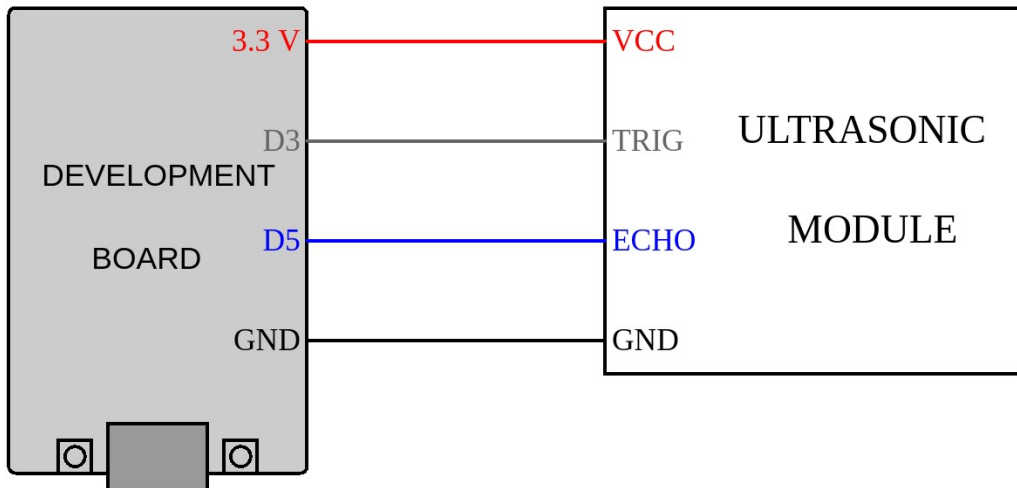 3.3 V
VCC
D3
TRIG
DEVELOPMENT
BOARD
D5
ECHO
GND
GND
ULTRASONIC
MODULE